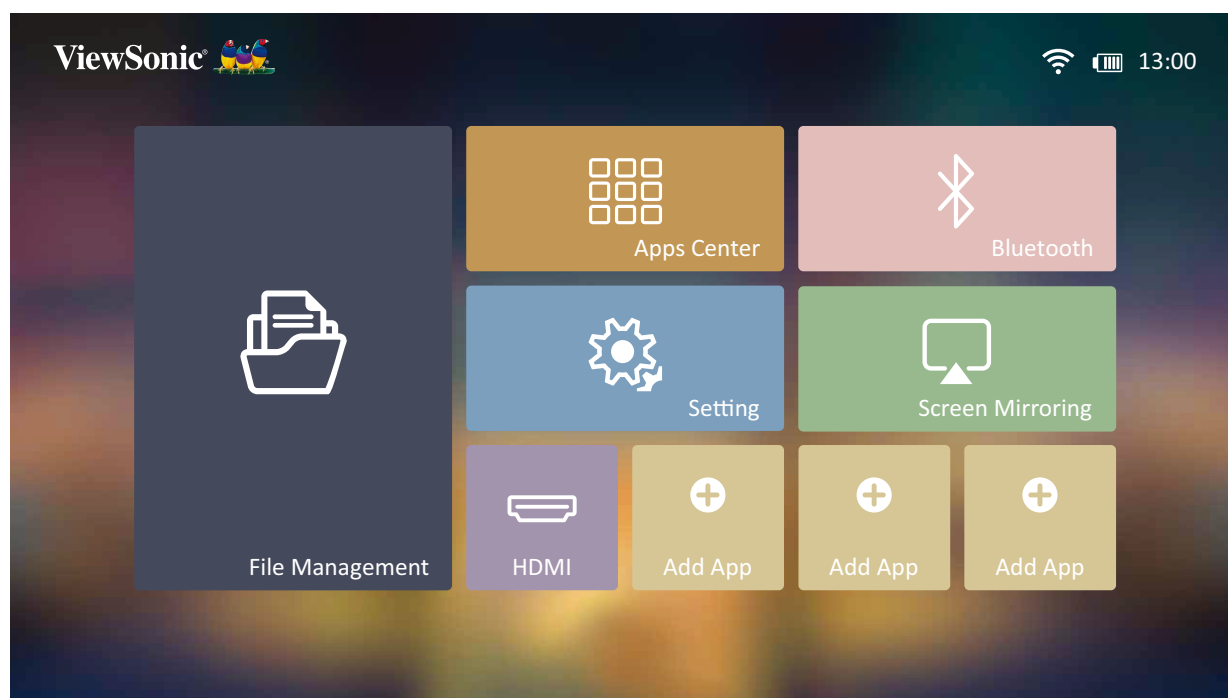 ViewSonic®
13:00
Apps Center
Bluetooth
Setting
Screen Mirroring
File Management
HDMI
Add App
Add App
Add App